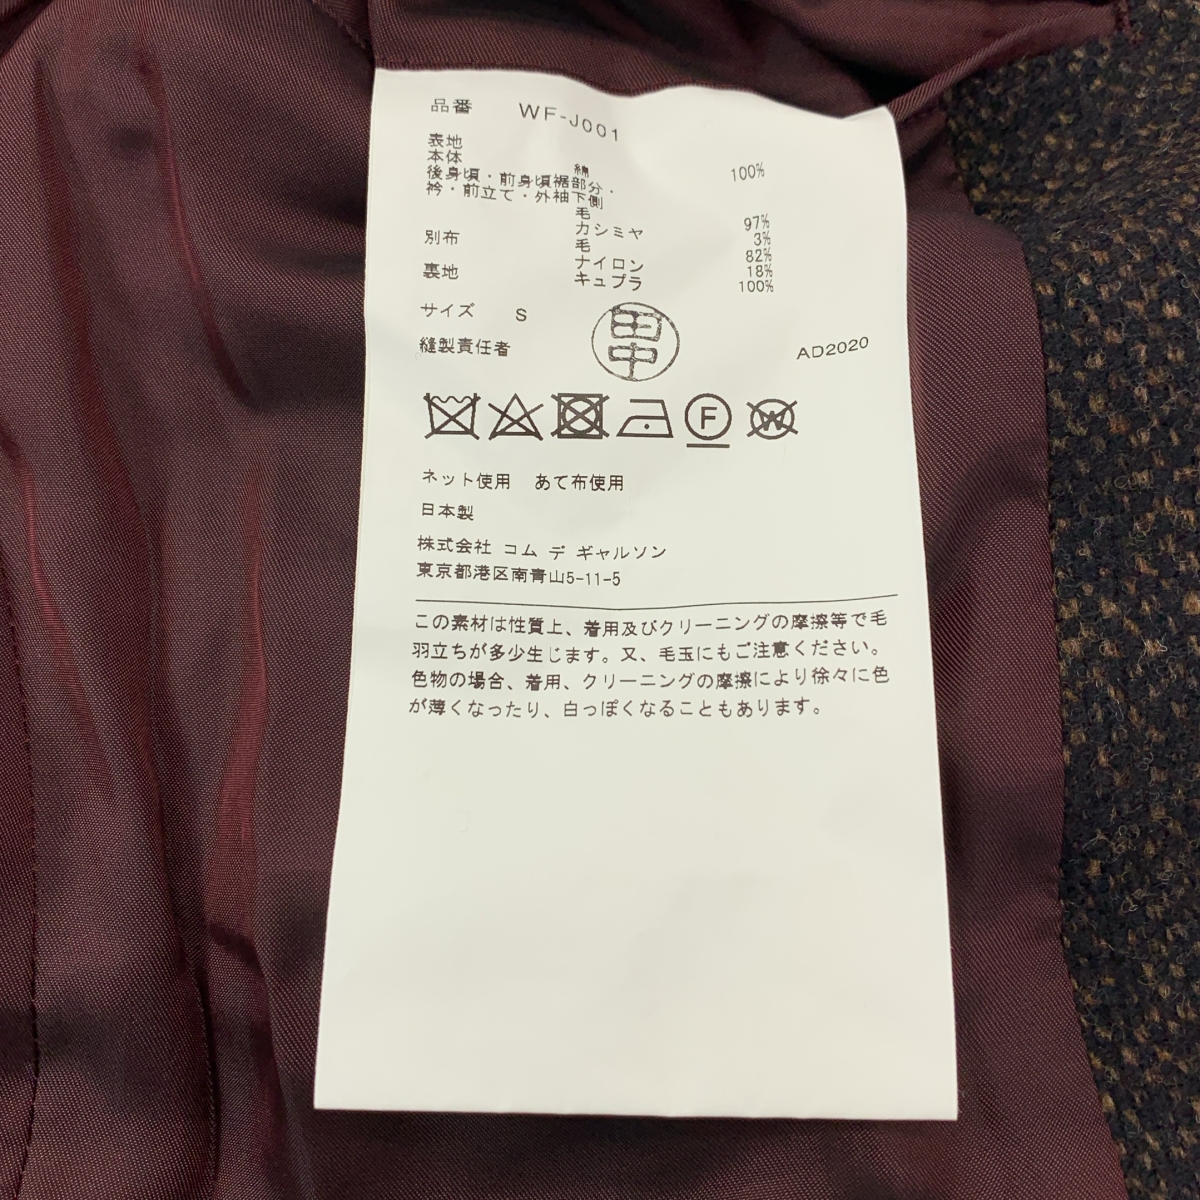 品番 WF-J001
表地
本体 綿 100%
後身頃・前身頃裾部分・
衿・前立て・外袖下側
毛 97%
カシミヤ 3%
別布 毛 82%
ナイロン 18%
裏地 キュプラ 100%
サイズ S
縫製責任者 田中 AD2020
F W
ネット使用 あて布使用
日本製
株式会社 コム デ ギャルソン
東京都港区南青山5-11-5
この素材は性質上、着用及びクリーニングの摩擦等で毛
羽立ちが多少生じます。又、毛玉にもご注意ください。
色物の場合、着用、クリーニングの摩擦により徐々に色
が薄くなったり、白っぽくなることもあります。